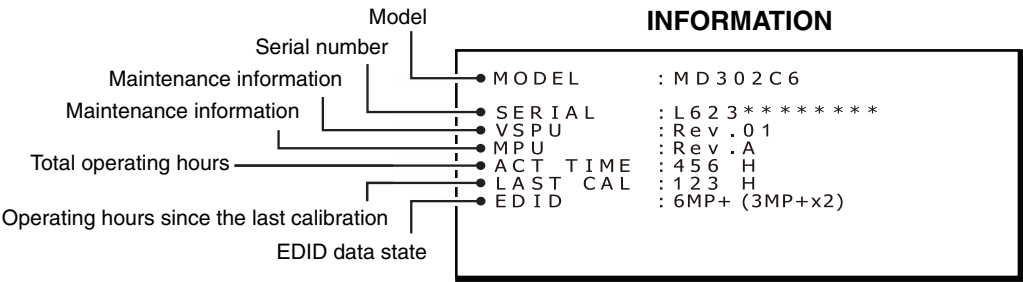 INFORMATION
Model
Serial number
Maintenance information
Maintenance information
Total operating hours
Operating hours since the last calibration
EDID data state
MODEL :MD302C6
SERIAL :L623********
VSPU :Rev.01
MPU :Rev.A
ACT TIME :456 H
LAST CAL :123 H
EDID :6MP+ (3MP+x2)